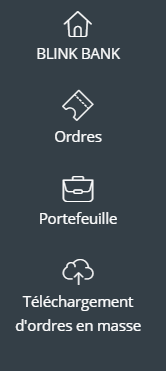 BLINK BANK
Ordres
Portefeuille
Téléchargement
d'ordres en masse